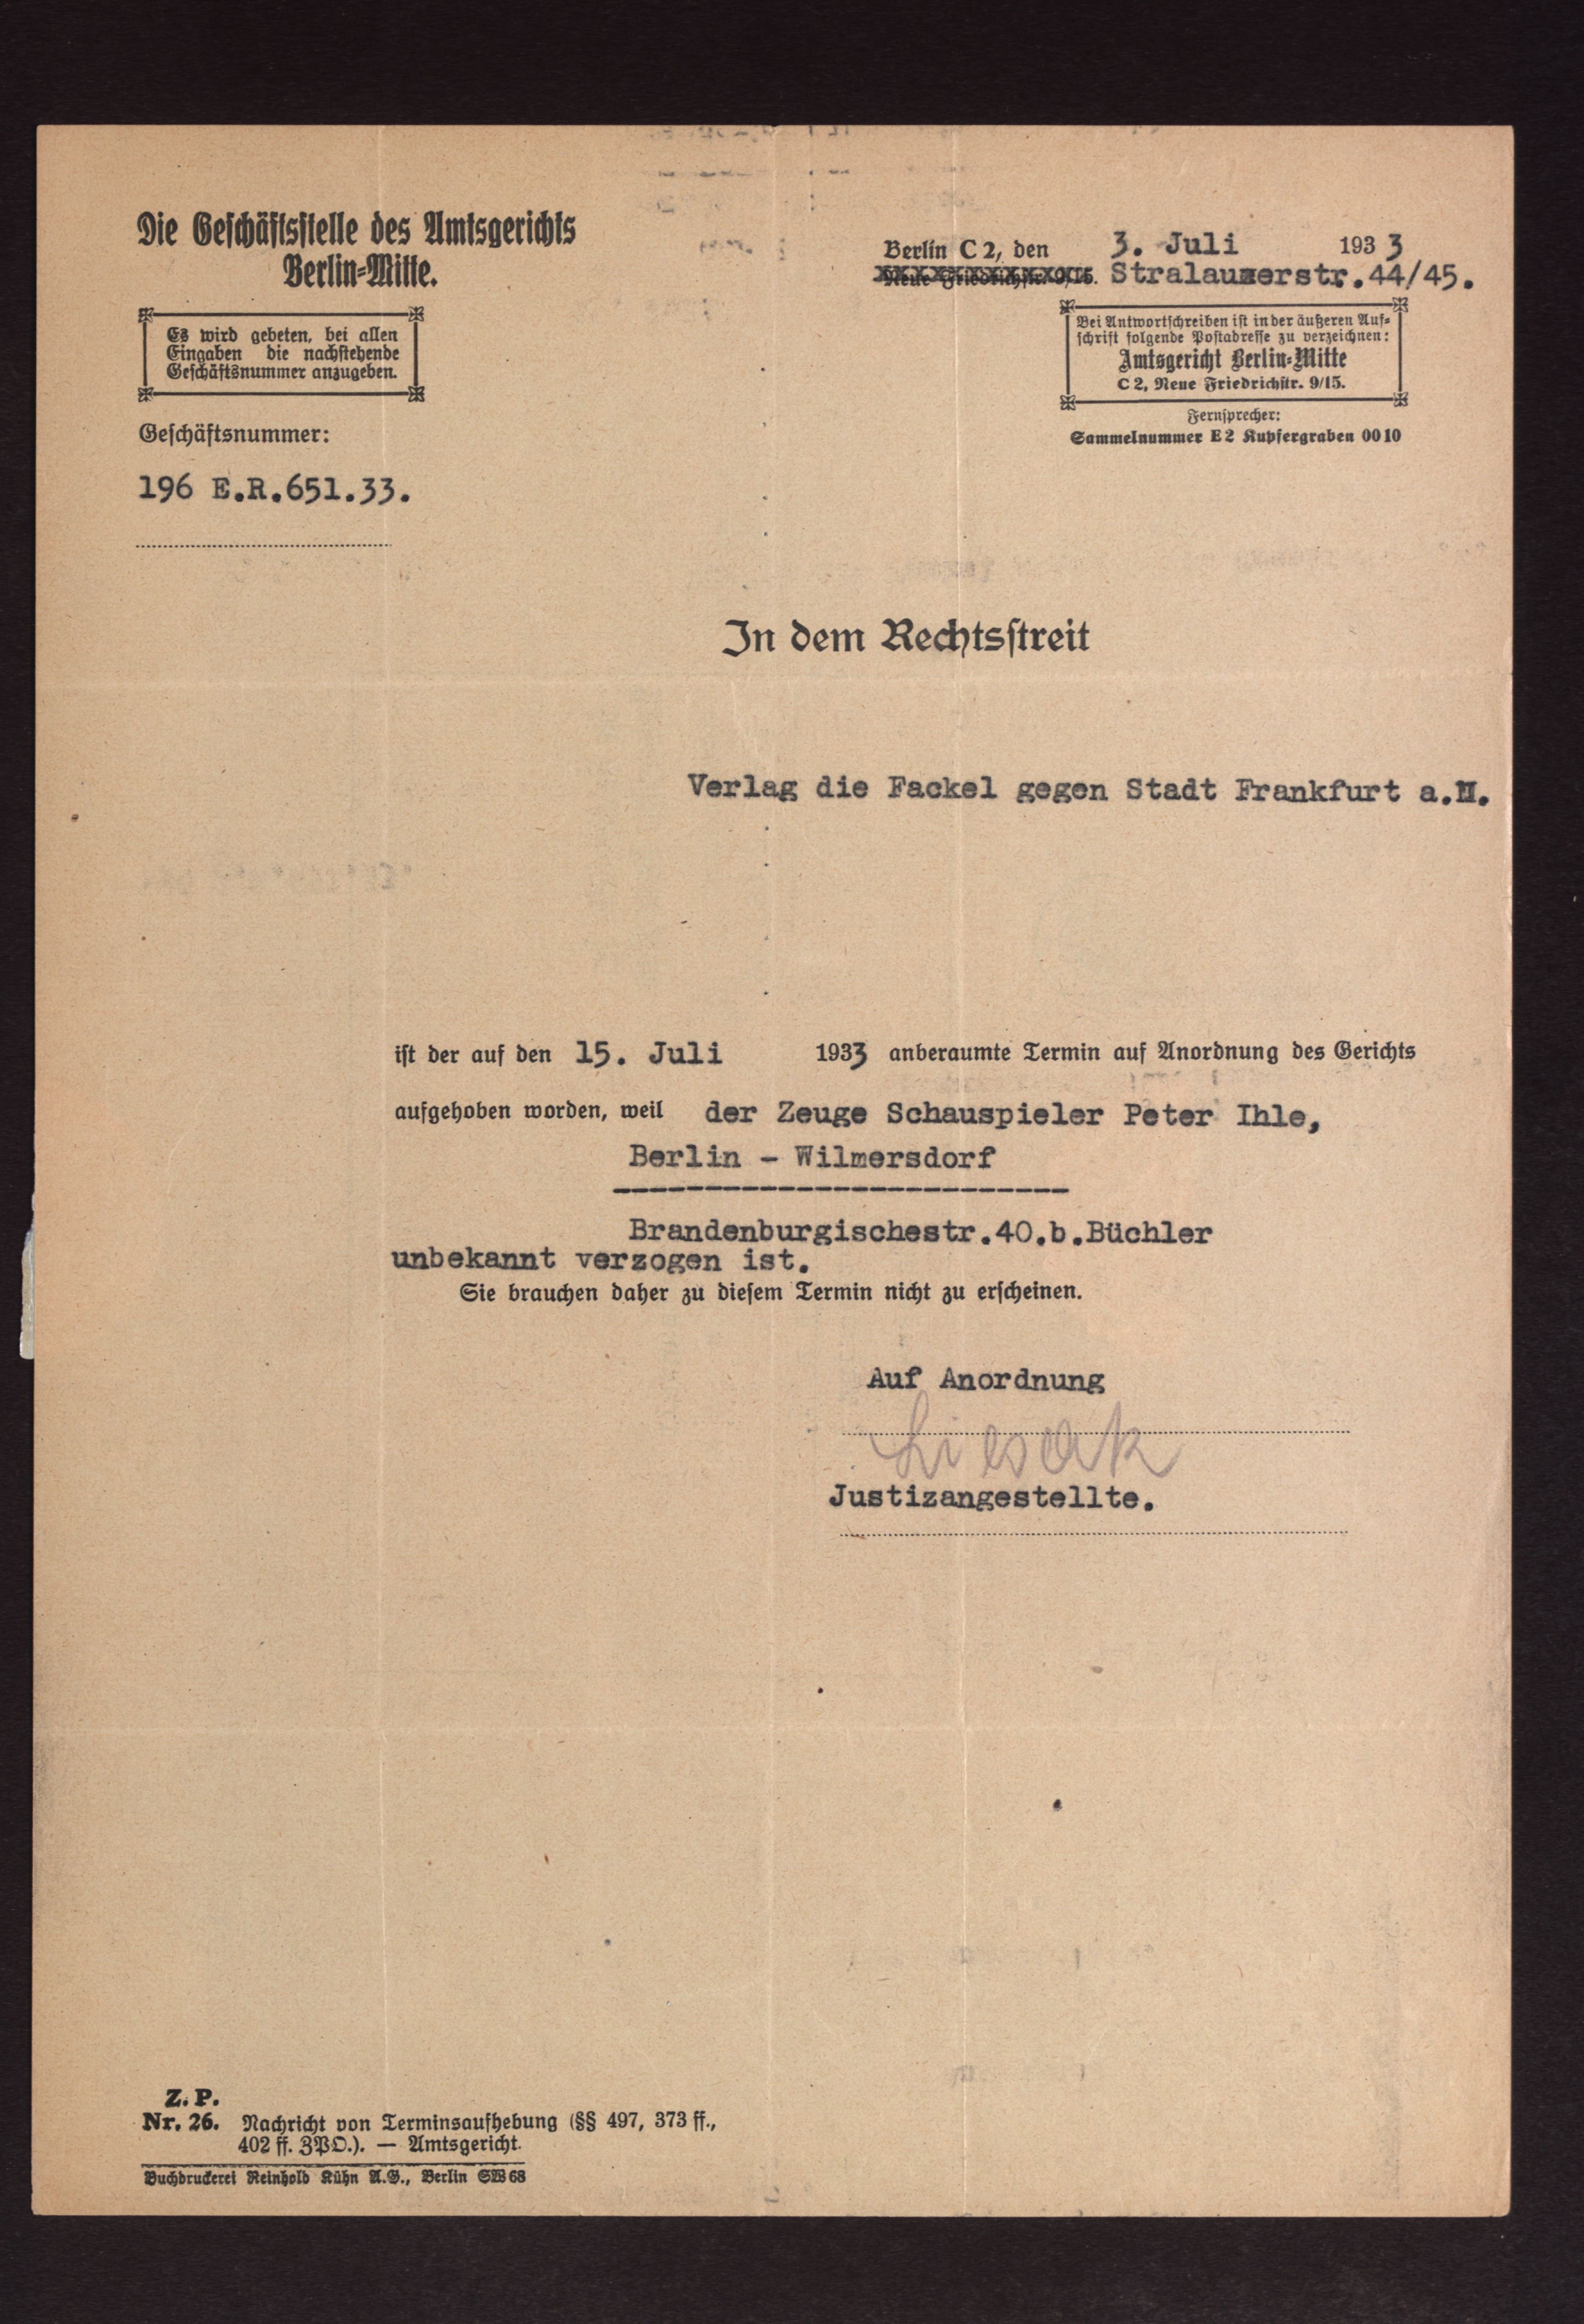 Die Geschäftsstelle des Amtsgerichts
Berlin-Mitte.
Es wird gebeten, bei allen
Eingaben die nachstehende
Geschäftsnummer anzugeben.
Geschäftsnummer:
196 E.R.651.33.
Berlin C 2, den 3. Juli 1933
Neue Friedrichstr. 9/15. Stralauerstr.44/45.
Bei Antwortschreiben ist in der äußeren Auf-
schrift folgende Postadresse zu verzeichnen:
Amtsgericht Berlin-Mitte
C 2, Neue Friedrichstr. 9/15.
Fernsprecher:
Sammelnummer E 2 Kupfergraben 0010
In dem Rechtsstreit
Verlag die Fackel gegen Stadt Frankfurt a.M.
ist der auf den 15. Juli 1933 anberaumte Termin auf Anordnung des Gerichts
aufgehoben worden, weil der Zeuge Schauspieler Peter Ihle,
Berlin - Wilmersdorf
Brandenburgischestr.40.b.Büchler
unbekannt verzogen ist.
Sie brauchen daher zu diesem Termin nicht zu erscheinen.
Auf Anordnung
Liesak
Justizangestellte.
Z. P.
Nr. 26. Nachricht von Terminsaufhebung (§§ 497, 373 ff.,
402 ff. ZPO.). — Amtsgericht.
Buchdruckerei Reinhold Kühn A.G., Berlin SW 68